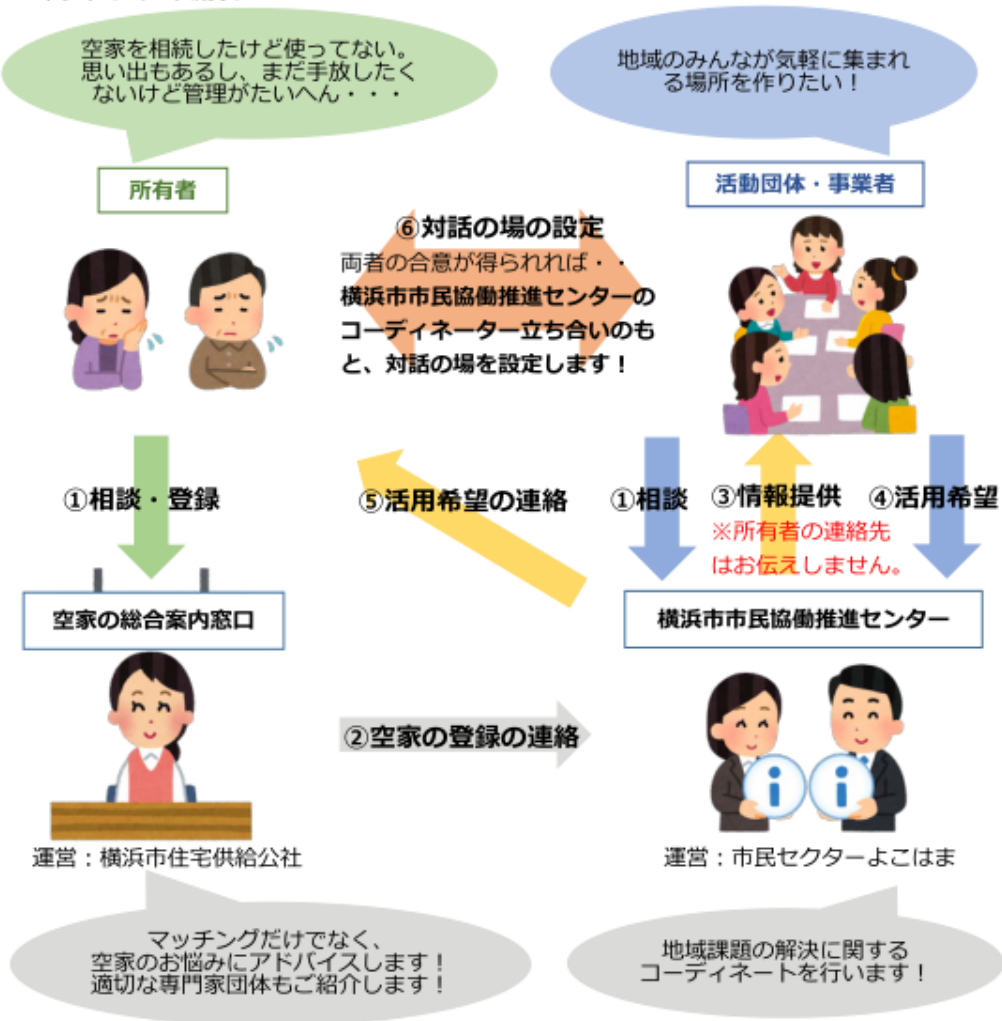 空家を相続したけど使ってない。
思い出もあるし、まだ手放したく
ないけど管理がたいへん・・・
地域のみんなが気軽に集まれ
る場所を作りたい！
所有者
活動団体・事業者
⑥対話の場の設定
両者の合意が得られれば・・
横浜市市民協働推進センターの
コーディネーター立ち合いのも
と、対話の場を設定します！
①相談・登録
⑤活用希望の連絡
①相談
③情報提供
※所有者の連絡先
はお伝えしません。
④活用希望
空家の総合案内窓口
横浜市市民協働推進センター
②空家の登録の連絡
運営：横浜市住宅供給公社
運営：市民セクターよこはま
マッチングだけでなく、
空家のお悩みにアドバイスします！
適切な専門家団体もご紹介します！
地域課題の解決に関する
コーディネートを行います！